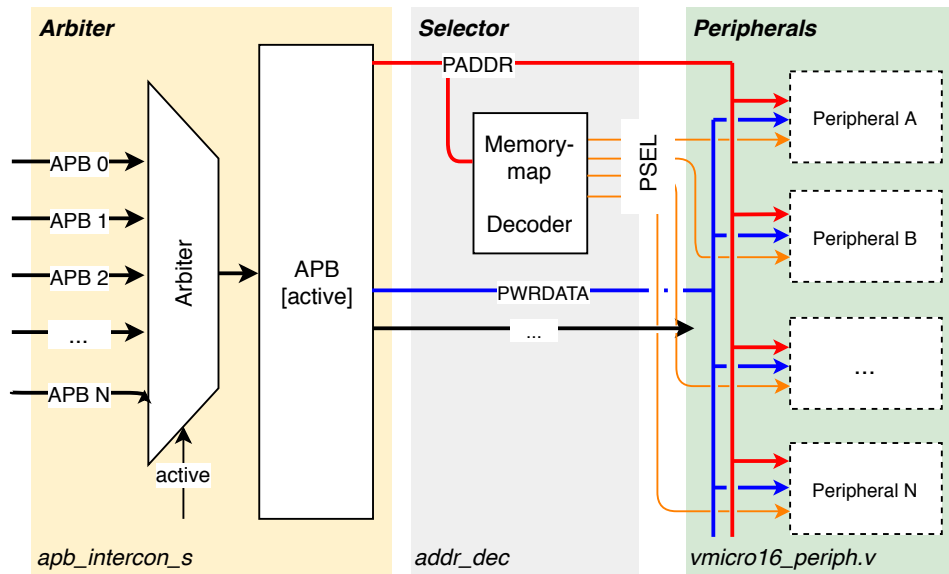 Arbiter
Selector
Peripherals
APB 0
APB 1
APB 2
...
APB N
Arbiter
active
APB
[active]
PADDR
Memory-
map
Decoder
PSEL
PWRDATA
...
Peripheral A
Peripheral B
...
Peripheral N
apb_intercon_s
addr_dec
vmicro16_periph.v